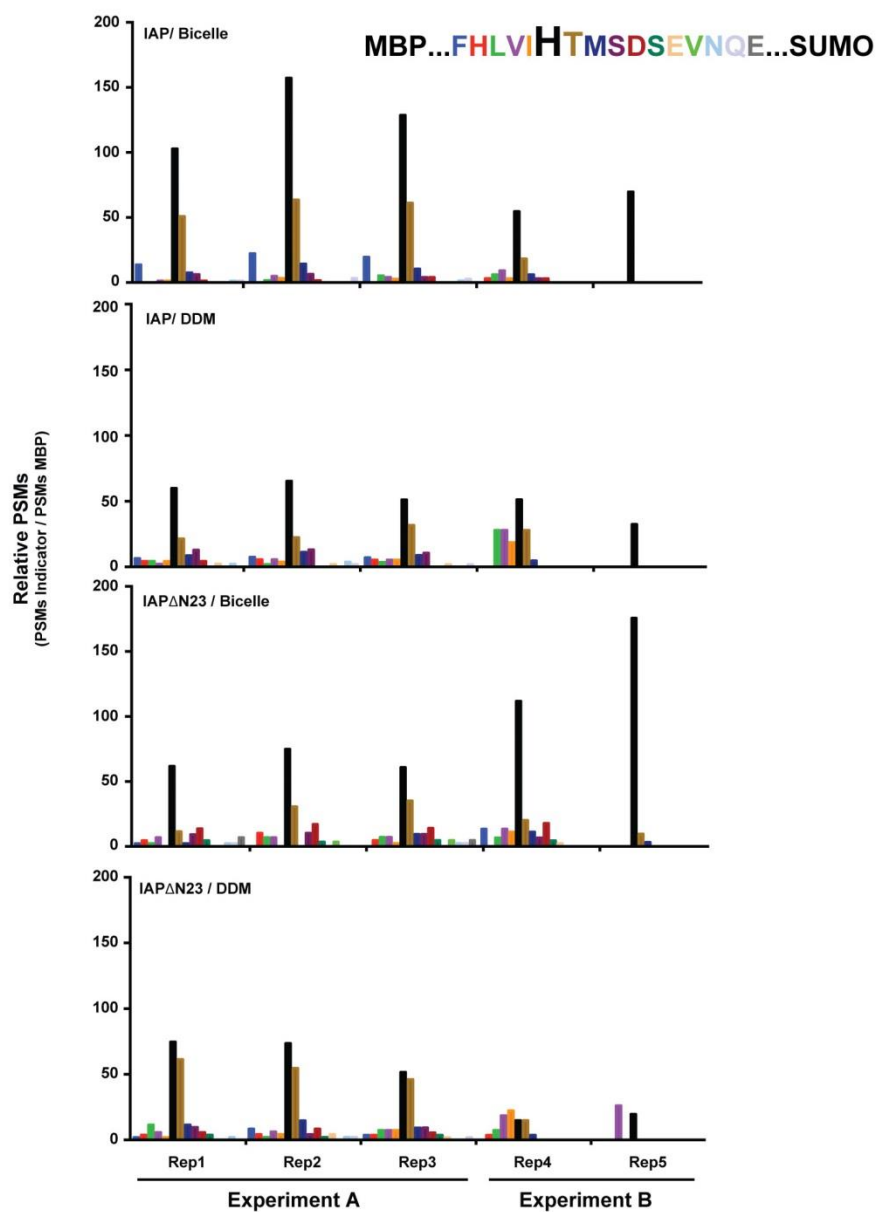 IAP/ Bicelle
MBP...FHLVIHTMSDSEVNQE...SUMO
200
150
100
50
0
IAP/ DDM
200
150
100
50
0
IAPΔN23 / Bicelle
200
150
100
50
0
IAPΔN23 / DDM
200
150
100
50
0
Relative PSMs
(PSMs Indicator / PSMs MBP)
Rep1 Rep2 Rep3 Rep4 Rep5
Experiment A Experiment B